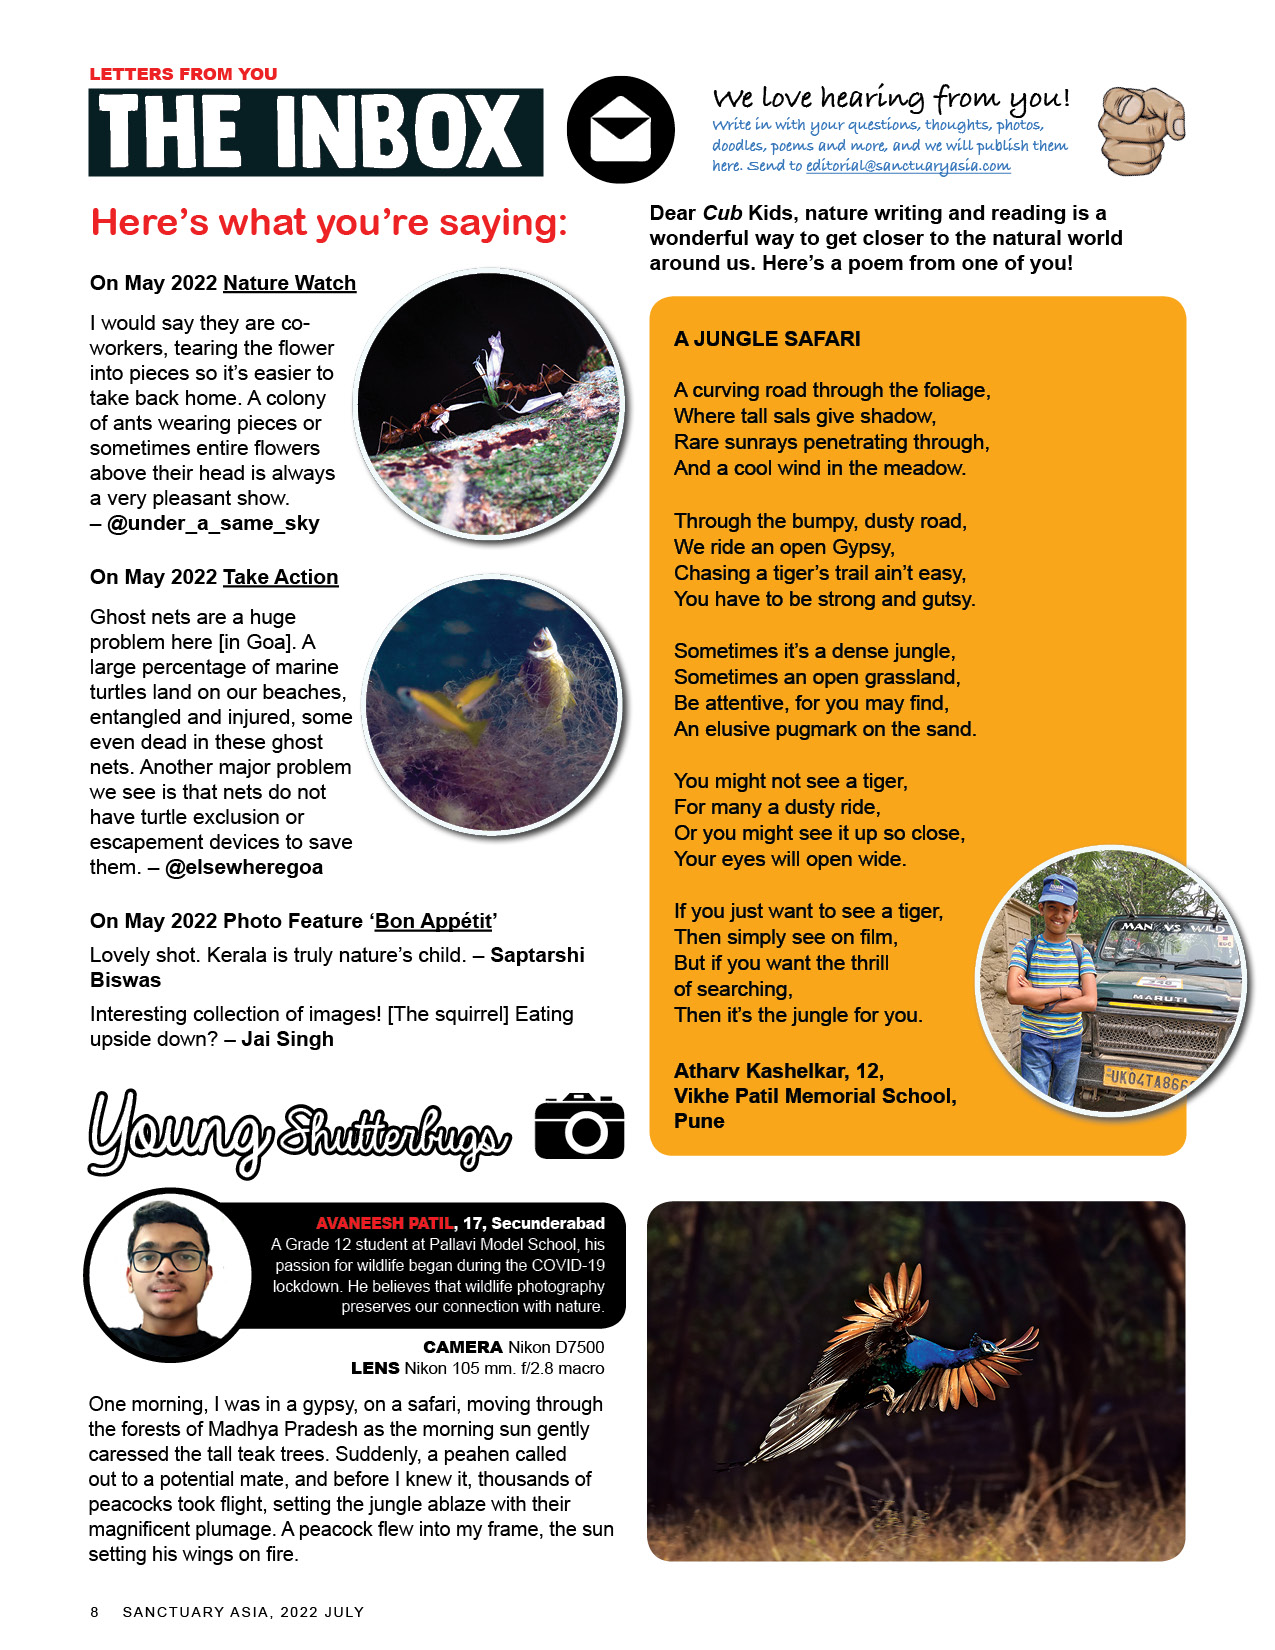 LETTERS FROM YOU
THE INBOX
We love hearing from you!
Write in with your questions, thoughts, photos,
doodles, poems and more, and we will publish them
here. Send to editorial@sanctuaryasia.com
Here’s what you’re saying:
On May 2022 Nature Watch
I would say they are co-
workers, tearing the flower
into pieces so it’s easier to
take back home. A colony
of ants wearing pieces or
sometimes entire flowers
above their head is always
a very pleasant show.
– @under_a_same_sky
On May 2022 Take Action
Ghost nets are a huge
problem here [in Goa]. A
large percentage of marine
turtles land on our beaches,
entangled and injured, some
even dead in these ghost
nets. Another major problem
we see is that nets do not
have turtle exclusion or
escapement devices to save
them. – @elsewheregoa
On May 2022 Photo Feature ‘Bon Appétit’
Lovely shot. Kerala is truly nature’s child. – Saptarshi
Biswas
Interesting collection of images! [The squirrel] Eating
upside down? – Jai Singh
Dear Cub Kids, nature writing and reading is a
wonderful way to get closer to the natural world
around us. Here’s a poem from one of you!
A JUNGLE SAFARI
A curving road through the foliage,
Where tall sals give shadow,
Rare sunrays penetrating through,
And a cool wind in the meadow.
Through the bumpy, dusty road,
We ride an open Gypsy,
Chasing a tiger’s trail ain’t easy,
You have to be strong and gutsy.
Sometimes it’s a dense jungle,
Sometimes an open grassland,
Be attentive, for you may find,
An elusive pugmark on the sand.
You might not see a tiger,
For many a dusty ride,
Or you might see it up so close,
Your eyes will open wide.
If you just want to see a tiger,
Then simply see on film,
But if you want the thrill
of searching,
Then it’s the jungle for you.
Atharv Kashelkar, 12,
Vikhe Patil Memorial School,
Pune
MAN VS WILD
MARUTI
UK04TA866
Young Shutterbugs
AVANEESH PATIL, 17, Secunderabad
A Grade 12 student at Pallavi Model School, his
passion for wildlife began during the COVID-19
lockdown. He believes that wildlife photography
preserves our connection with nature.
CAMERA Nikon D7500
LENS Nikon 105 mm. f/2.8 macro
One morning, I was in a gypsy, on a safari, moving through
the forests of Madhya Pradesh as the morning sun gently
caressed the tall teak trees. Suddenly, a peahen called
out to a potential mate, and before I knew it, thousands of
peacocks took flight, setting the jungle ablaze with their
magnificent plumage. A peacock flew into my frame, the sun
setting his wings on fire.
8 SANCTUARY ASIA, 2022 JULY